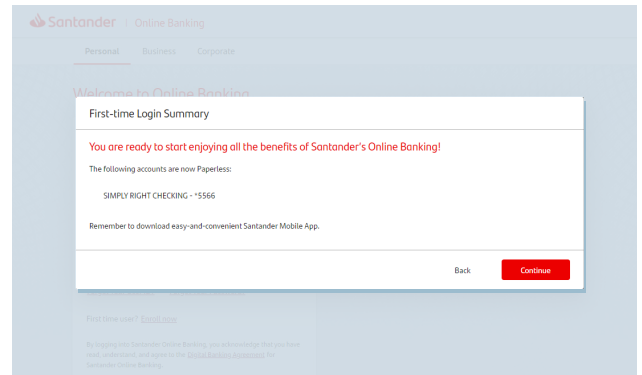 Santander | Online Banking
Personal Business Corporate
Welcome to Online Banking
First-time Login Summary
You are ready to start enjoying all the benefits of Santander's Online Banking!
The following accounts are now Paperless:
SIMPLY RIGHT CHECKING - *5566
Remember to download easy-and-convenient Santander Mobile App.
Back Continue
First time user? Enroll now
By logging into Santander Online Banking, you acknowledge that you have
read, understand, and agree to the Digital Banking Agreement for
Santander Online Banking.